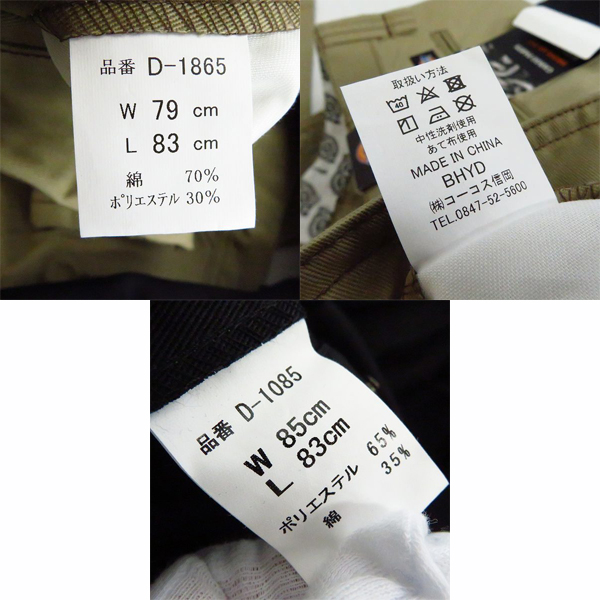 品番 D-1865
W 79 cm
L 83 cm
綿 70%
ポリエステル 30%
取扱い方法
40
中性洗剤使用
あて布使用
MADE IN CHINA
BHYD
㈱コーコス信岡
TEL.0847-52-5600
品番 D-1085
W 85cm
L 83cm
ポリエステル 65%
綿 35%